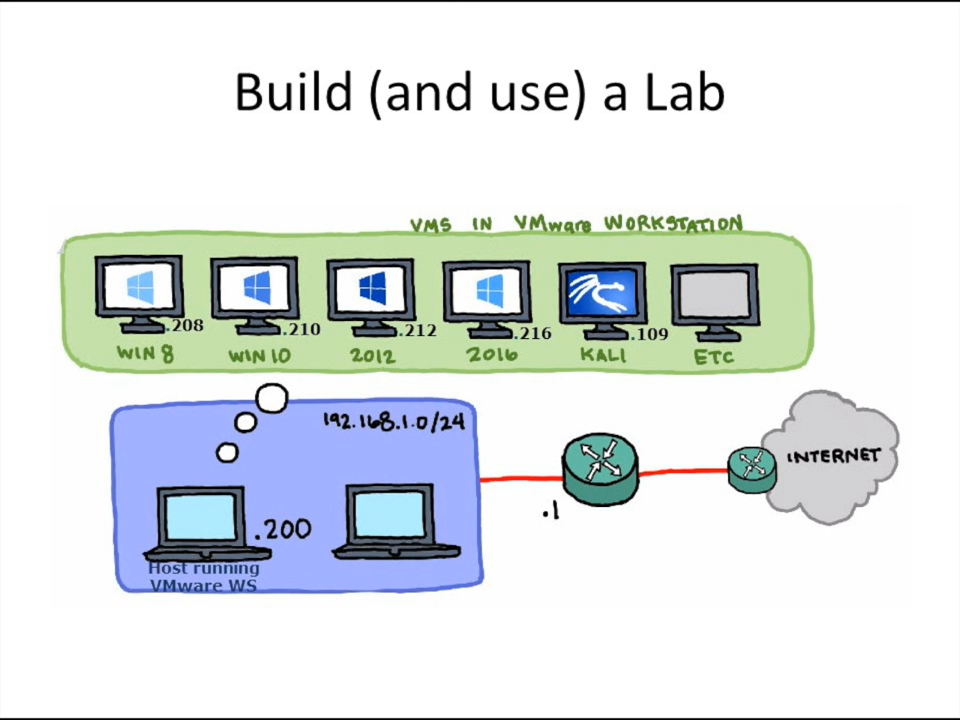 Build (and use) a Lab
VMS IN VMware WORKSTATION
.208 .210 .212 .216 .109
WIN 8 WIN 10 2012 2016 KALI ETC
192.168.1.0/24
INTERNET
.1
.200
Host running
VMware WS